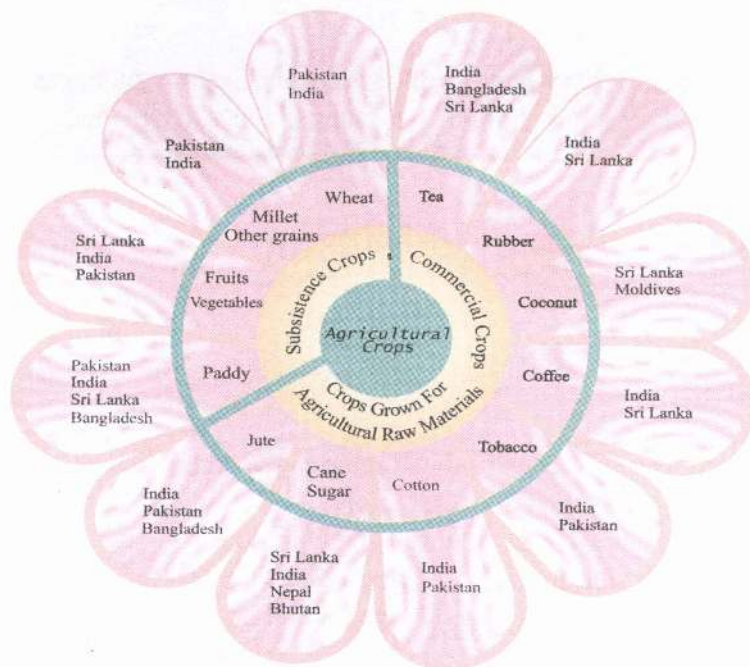 Pakistan
India
India
Bangladesh
Sri Lanka
Pakistan
India
India
Sri Lanka
Wheat
Tea
Millet
Other grains
Rubber
Sri Lanka
India
Pakistan
Fruits
Vegetables
Subsistence Crops
Commercial Crops
Coconut
Sri Lanka
Moldives
Agricultural
Crops
Pakistan
India
Sri Lanka
Bangladesh
Paddy
Crops Grown For
Agricultural Raw Materials
Coffee
India
Sri Lanka
Jute
Cane
Sugar
Cotton
Tobacco
India
Pakistan
Bangladesh
India
Pakistan
Sri Lanka
India
Nepal
Bhutan
India
Pakistan